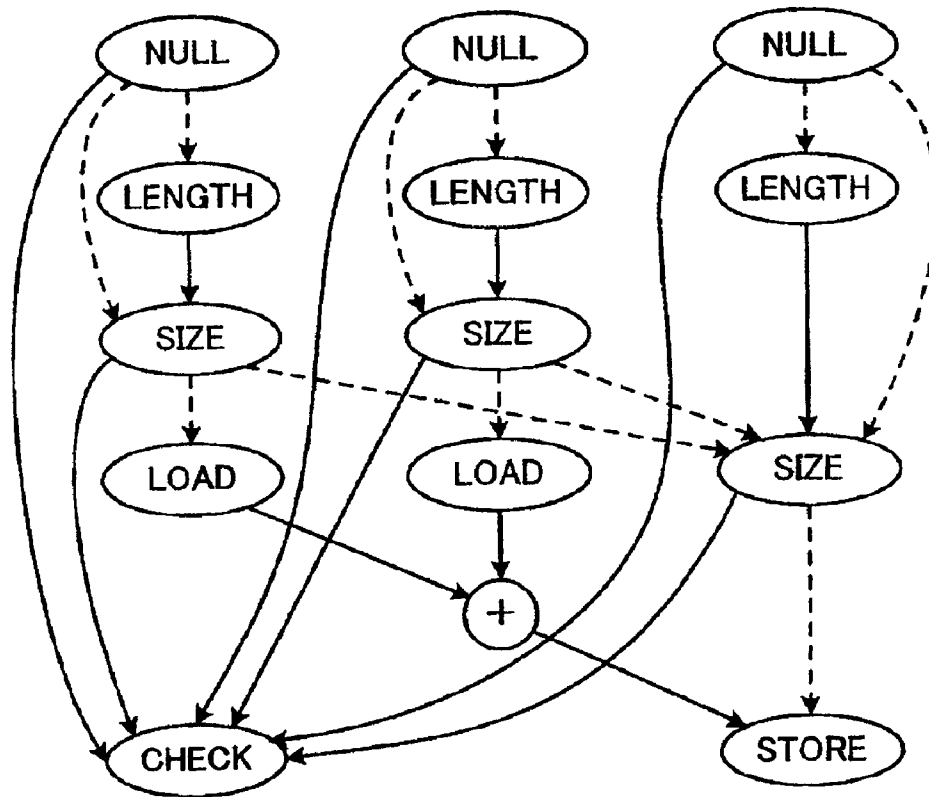 NULL
NULL
NULL
LENGTH
LENGTH
LENGTH
SIZE
SIZE
LOAD
LOAD
SIZE
+
CHECK
STORE